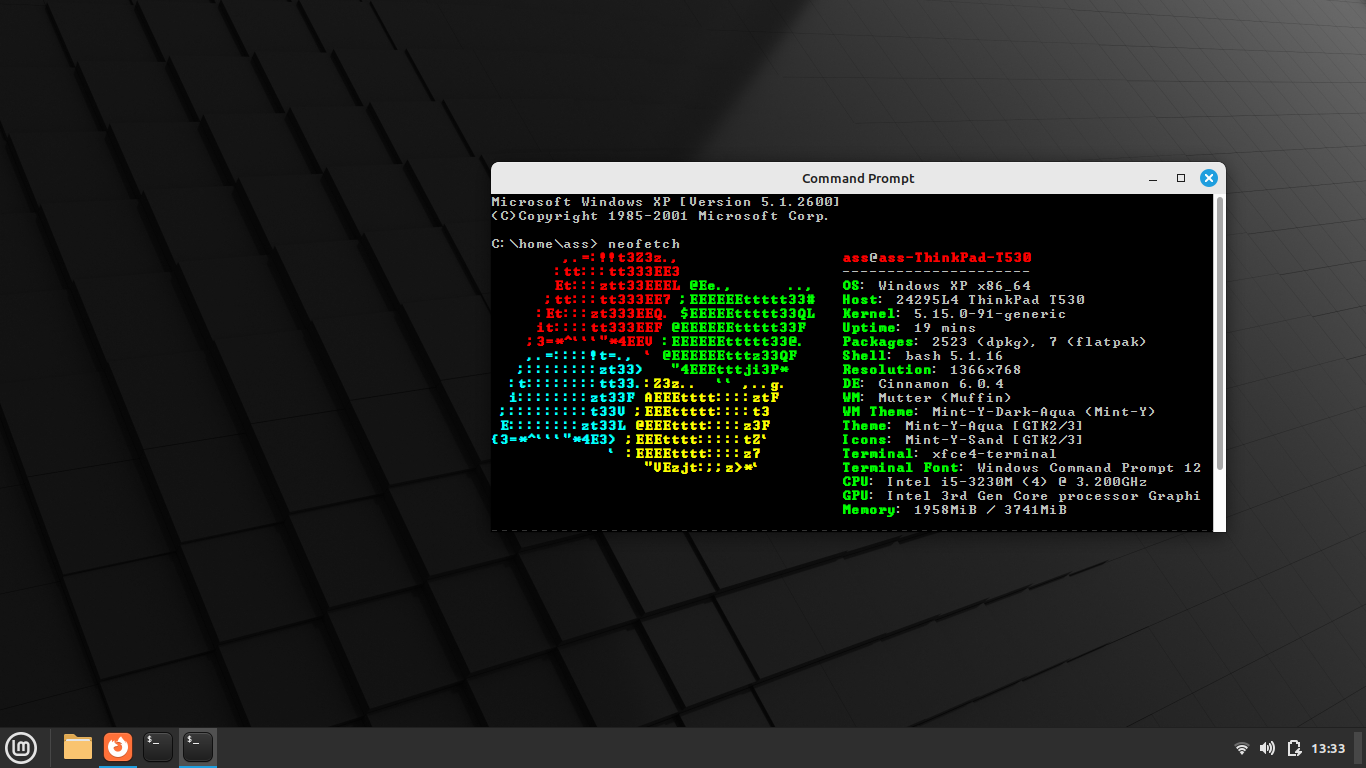 Command Prompt
Microsoft Windows XP [Version 5.1.2600]
(C)Copyright 1985-2001 Microsoft Corp.
C:\home\ass> neofetch
,.=:!!t3Z3z.,
:tt:::tt333EE3
Et:::ztt33EEEL @Ee.,      ..,
;tt:::tt333EE7 ;EEEEEEttttt33#
:Et:::zt333EEQ. $EEEEEttttt33QL
it::::tt333EEF @EEEEEEttttt33F
;3=*^```"*4EEV :EEEEEEttttt33@.
,.=::::!t=., ` @EEEEEEtttz33QF
;::::::::zt33)   "4EEEtttji3P*
:t::::::::tt33.:Z3z..  `` ,..g.
i::::::::zt33F AEEEtttt::::ztF
;:::::::::t33V ;EEEttttt::::t3
E::::::::zt33L @EEEtttt::::z3F
{3=*^```"*4E3) ;EEEtttt:::::tZ`
` :EEEEtttt::::z7
"VEzjt:;;z>*`
ass@ass-ThinkPad-T530
---------------------
OS: Windows XP x86_64
Host: 24295L4 ThinkPad T530
Kernel: 5.15.0-91-generic
Uptime: 19 mins
Packages: 2523 (dpkg), 7 (flatpak)
Shell: bash 5.1.16
Resolution: 1366x768
DE: Cinnamon 6.0.4
WM: Mutter (Muffin)
WM Theme: Mint-Y-Dark-Aqua (Mint-Y)
Theme: Mint-Y-Aqua [GTK2/3]
Icons: Mint-Y-Sand [GTK2/3]
Terminal: xfce4-terminal
Terminal Font: Windows Command Prompt 12
CPU: Intel i5-3230M (4) @ 3.200GHz
GPU: Intel 3rd Gen Core processor Graphi
Memory: 1958MiB / 3741MiB
$_
$_
13:33